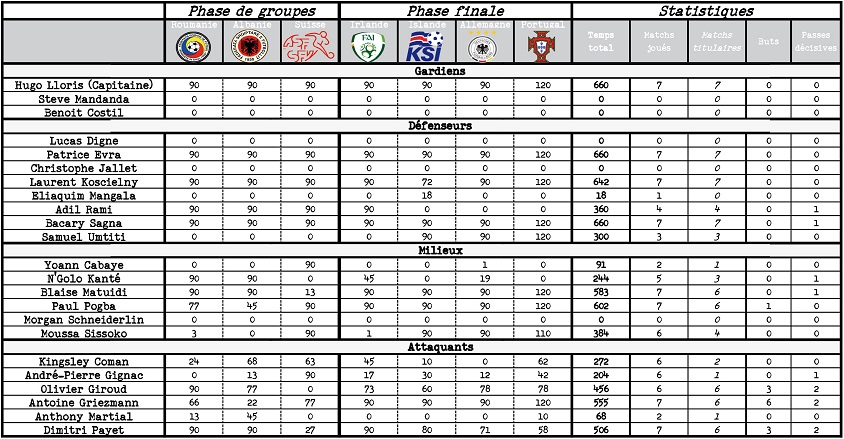 Phase de groupes Phase finale Statistiques
Roumanie Albanie Suisse Irlande Islande Allemagne Portugal Temps total Matchs joués Matchs titulaires Buts Passes décisives
FAI KSÍ
Gardiens
Hugo Lloris (Capitaine) 90 90 90 90 90 90 120 660 7 7 0 0
Steve Mandanda 0 0 0 0 0 0 0 0 0 0 0 0
Benoit Costil 0 0 0 0 0 0 0 0 0 0 0 0
Défenseurs
Lucas Digne 0 0 0 0 0 0 0 0 0 0 0 0
Patrice Evra 90 90 90 90 90 90 120 660 7 7 0 0
Christophe Jallet 0 0 0 0 0 0 0 0 0 0 0 0
Laurent Koscielny 90 90 90 90 72 90 120 642 7 7 0 0
Eliaquim Mangala 0 0 0 0 18 0 0 18 1 0 0 0
Adil Rami 90 90 90 90 0 0 0 360 4 4 0 1
Bacary Sagna 90 90 90 90 90 90 120 660 7 7 0 1
Samuel Umtiti 0 0 0 0 90 90 120 300 3 3 0 0
Milieux
Yoann Cabaye 0 0 90 0 0 1 0 91 2 1 0 0
N'Golo Kanté 90 90 0 45 0 19 0 244 5 3 0 1
Blaise Matuidi 90 90 13 90 90 90 120 583 7 6 0 1
Paul Pogba 77 45 90 90 90 90 120 602 7 6 1 0
Morgan Schneiderlin 0 0 0 0 0 0 0 0 0 0 0 0
Moussa Sissoko 3 0 90 1 90 90 110 384 6 4 0 0
Attaquants
Kingsley Coman 24 68 63 45 10 0 62 272 6 2 0 0
André-Pierre Gignac 0 13 90 17 30 12 42 204 6 1 0 1
Olivier Giroud 90 77 0 73 60 78 78 456 6 6 3 2
Antoine Griezmann 66 22 77 90 90 90 120 555 7 6 6 2
Anthony Martial 13 45 0 0 0 0 10 68 2 1 0 0
Dimitri Payet 90 90 27 90 80 71 58 506 7 6 3 2